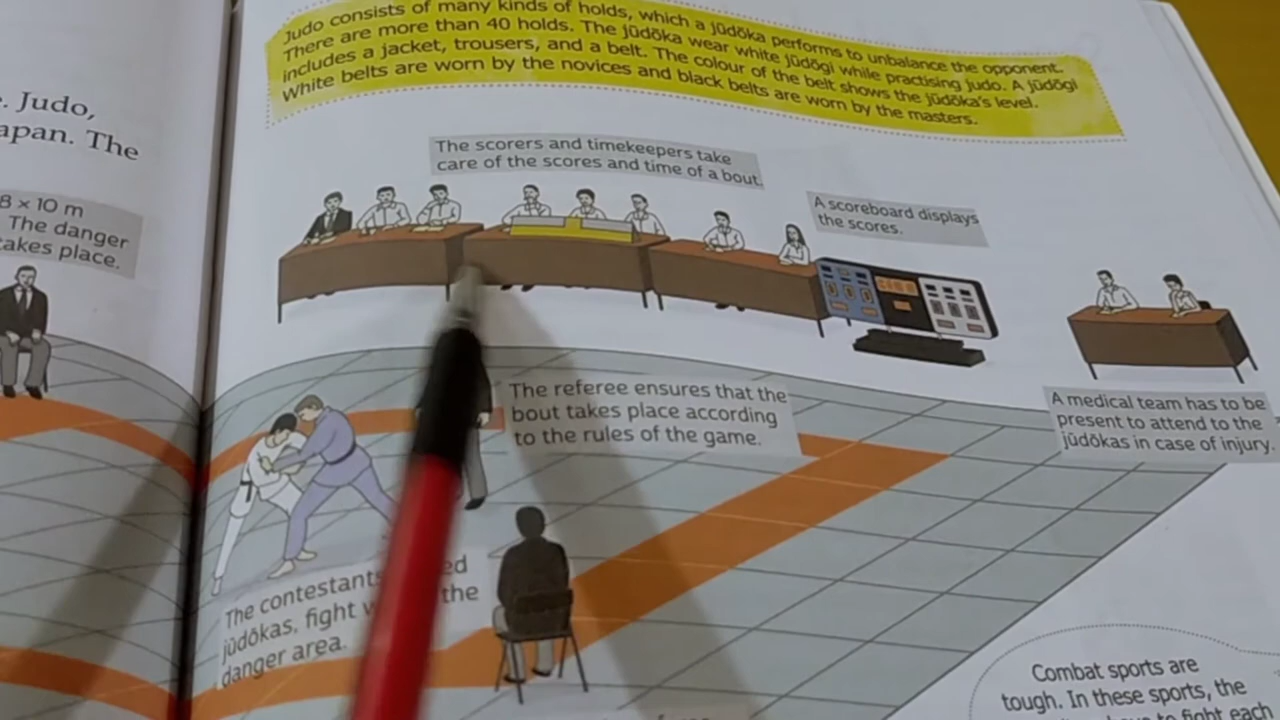 . Judo,
apan. The
8 × 10 m
The danger
takes place.
Judo consists of many kinds of holds, which a jūdōka performs to unbalance the opponent.
There are more than 40 holds. The jūdōka wear white jūdōgi while practising judo. A jūdōgi
includes a jacket, trousers, and a belt. The colour of the belt shows the jūdōka's level.
White belts are worn by the novices and black belts are worn by the masters.
The scorers and timekeepers take
care of the scores and time of a bout.
A scoreboard displays
the scores.
The referee ensures that the
bout takes place according
to the rules of the game.
A medical team has to be
present to attend to the
jūdōkas in case of injury.
The contestants ed
jūdōkas, fight w the
danger area.
Combat sports are
tough. In these sports, the
to fight each